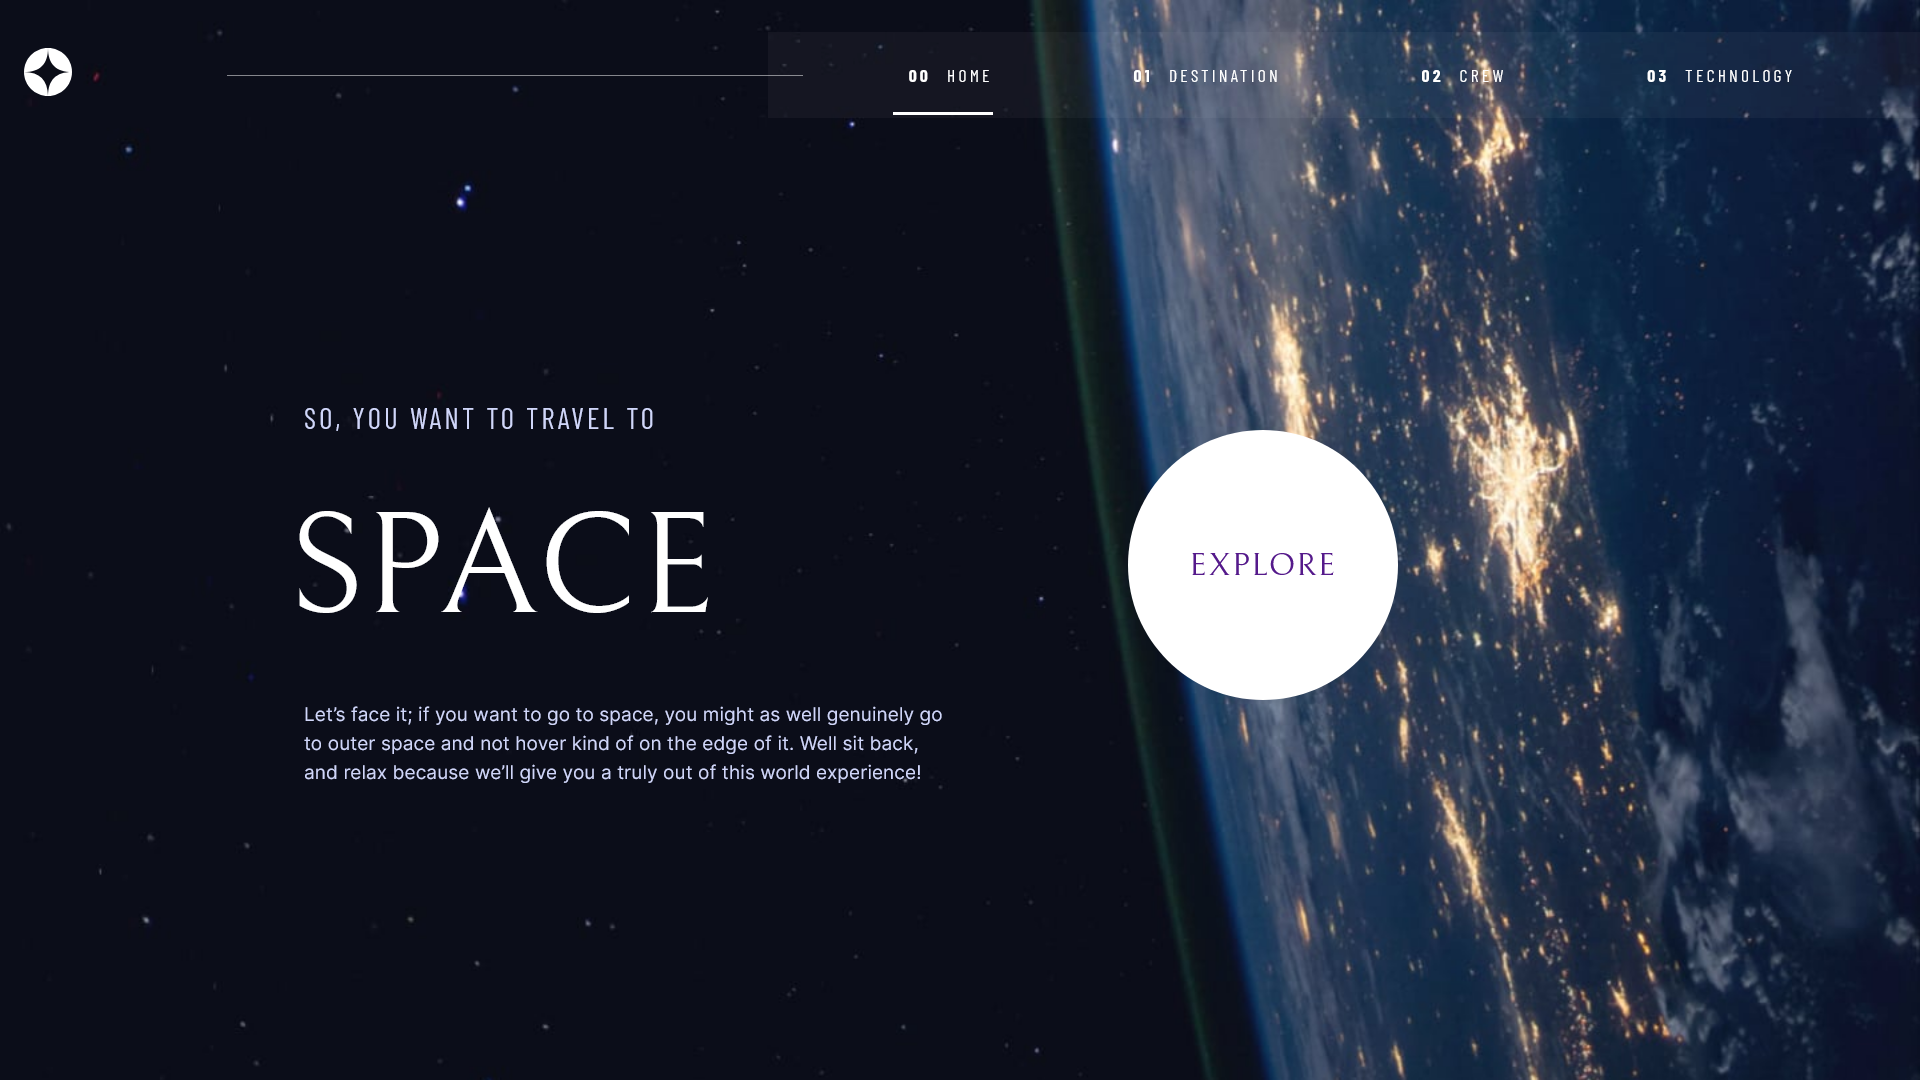 00 HOME 01 DESTINATION 02 CREW 03 TECHNOLOGY
SO, YOU WANT TO TRAVEL TO
SPACE
EXPLORE
Let’s face it; if you want to go to space, you might as well genuinely go
to outer space and not hover kind of on the edge of it. Well sit back,
and relax because we’ll give you a truly out of this world experience!